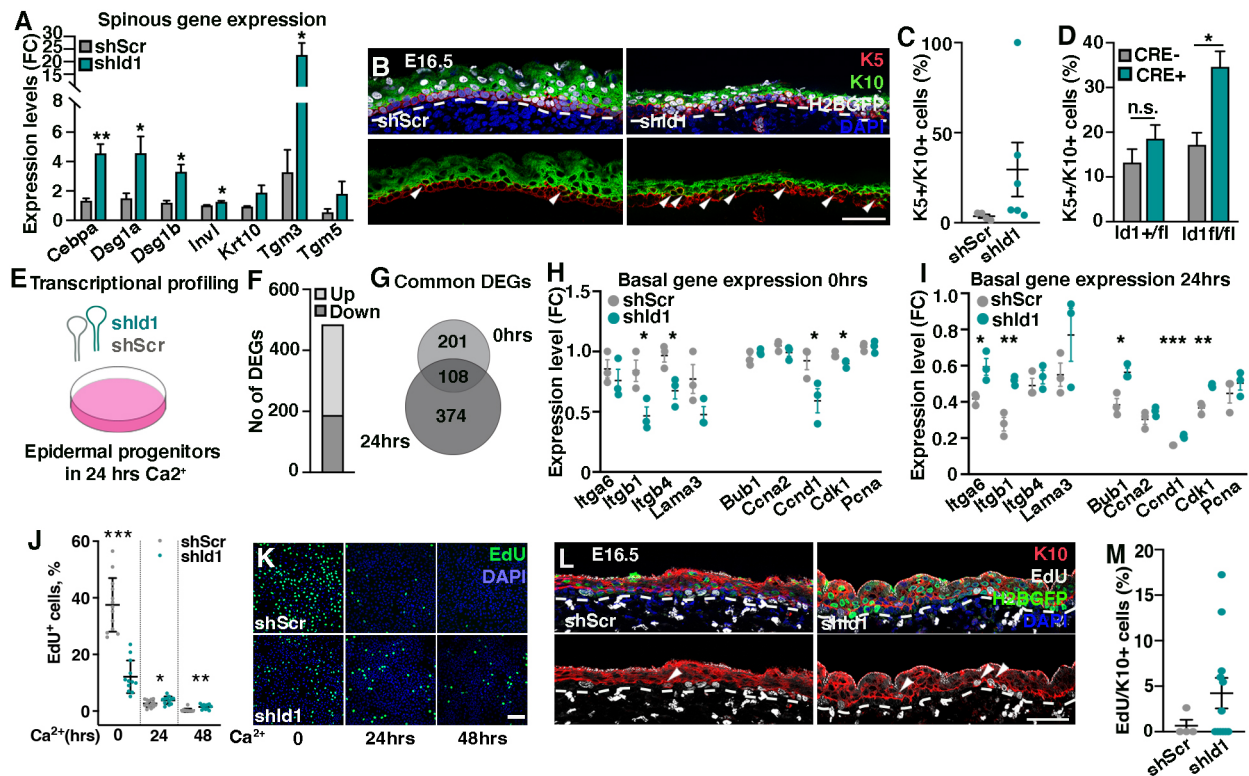 A
Spinous gene expression
shScr
shId1
Expression levels (FC)
30
25
20
15
8
6
4
2
0
**
*
*
*
*
Cebpa
Dsg1a
Dsg1b
Invl
Krt10
Tgm3
Tgm5
B
E16.5
K5
K10
H2BGFP
DAPI
shScr
shId1
C
K5+/K10+ cells (%)
100
50
0
shScr
shId1
D
K5+/K10+ cells (%)
40
30
20
10
0
CRE-
CRE+
n.s.
*
Id1+/fl
Id1fl/fl
E
Transcriptional profiling
shId1
shScr
Epidermal progenitors
in 24 hrs Ca2+
F
No of DEGs
600
400
200
0
Up
Down
G
Common DEGs
201
0hrs
108
374
24hrs
H
Basal gene expression 0hrs
Expression level (FC)
1.5
1.0
0.5
0
shScr
shId1
* * * *
Itga6
Itgb1
Itgb4
Lama3
Bub1
Ccna2
Ccnd1
Cdk1
Pcna
I
Basal gene expression 24hrs
Expression level (FC)
1.0
0.8
0.6
0.4
0.2
0
shScr
shId1
* ** * *** **
Itga6
Itgb1
Itgb4
Lama3
Bub1
Ccna2
Ccnd1
Cdk1
Pcna
J
EdU+ cells, %
60
40
20
0
***
*
**
shScr
shId1
Ca2+(hrs) 0 24 48
K
EdU
DAPI
shScr
shId1
Ca2+ 0 24hrs 48hrs
L
E16.5
K10
EdU
H2BGFP
DAPI
shScr
shId1
M
EdU/K10+ cells (%)
20
15
10
5
0
shScr
shId1